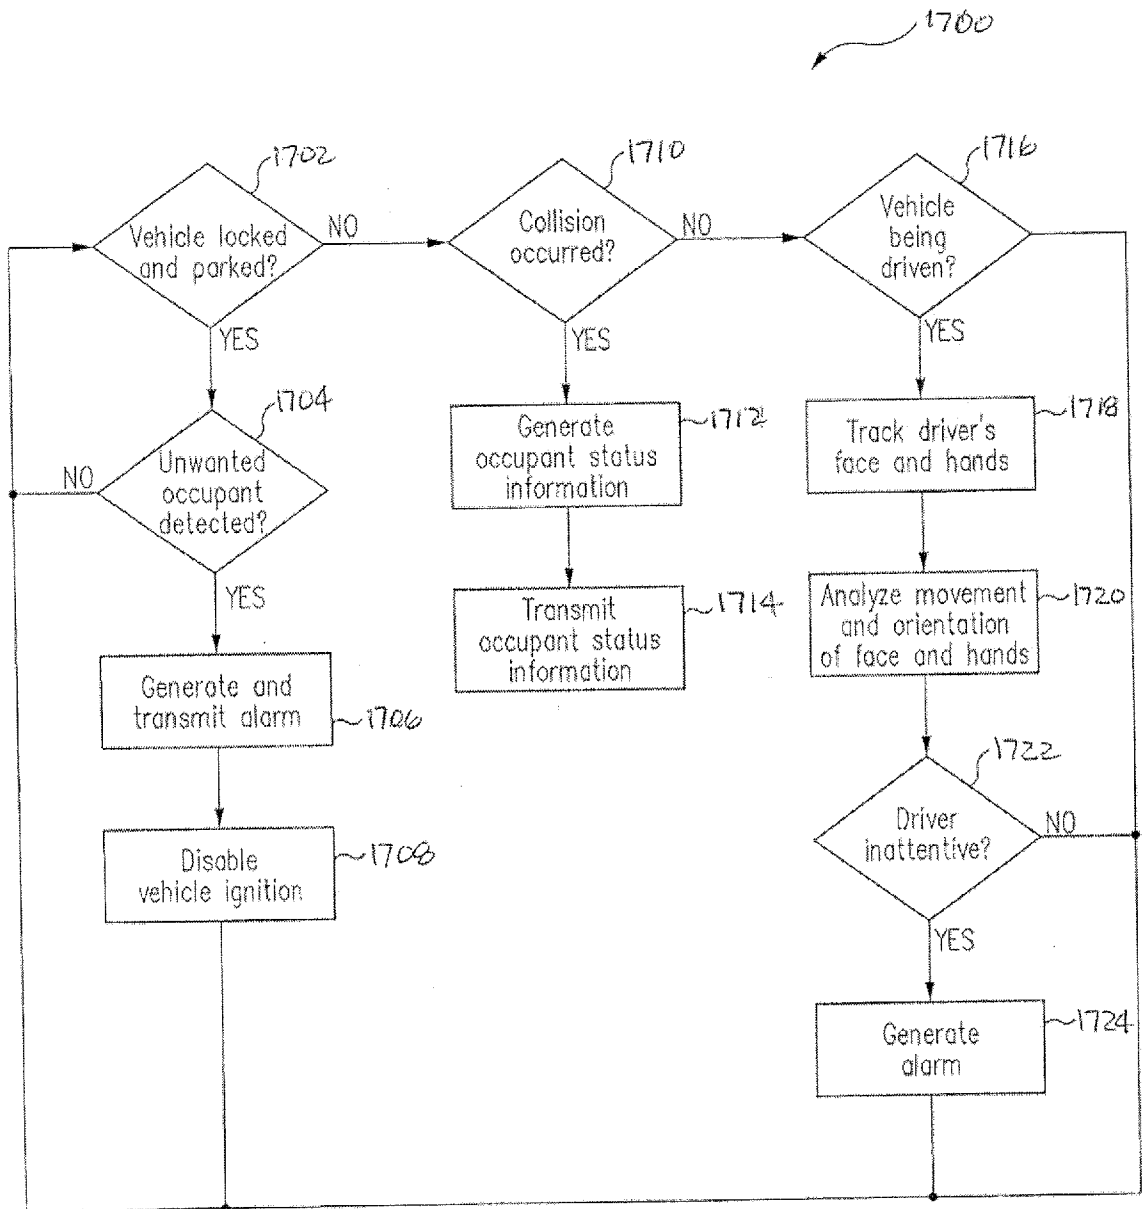 1700
1702
Vehicle locked
and parked?
NO
YES
1704
Unwanted
occupant
detected?
NO
YES
Generate and
transmit alarm
1706
Disable
vehicle ignition
1708
1710
Collision
occurred?
NO
YES
Generate
occupant status
information
1712
Transmit
occupant status
information
1714
1716
Vehicle
being
driven?
YES
Track driver's
face and hands
1718
Analyze movement
and orientation
of face and hands
1720
1722
Driver
inattentive?
NO
YES
Generate
alarm
1724